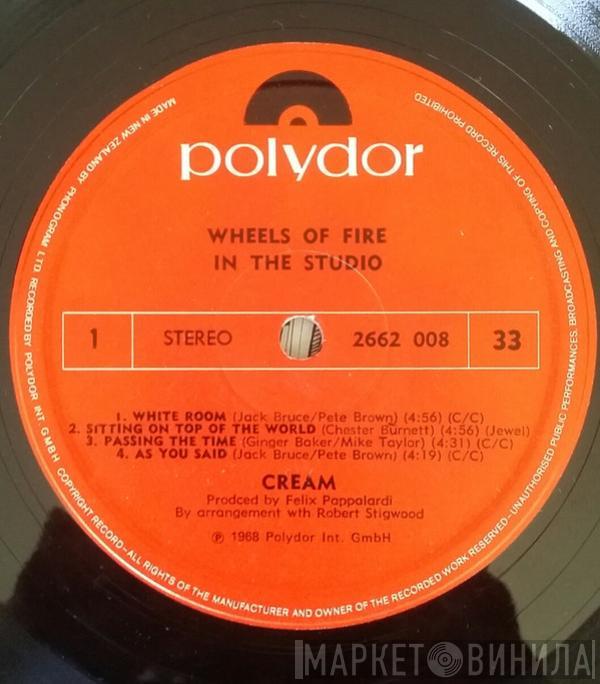 polydor
WHEELS OF FIRE
IN THE STUDIO
1 STEREO 2662 008 33
1. WHITE ROOM (Jack Bruce/Pete Brown) (4:56) (C/C)
2. SITTING ON TOP OF THE WORLD (Chester Burnett) (4:56) (Jewel)
3. PASSING THE TIME (Ginger Baker/Mike Taylor) (4:31) (C/C)
4. AS YOU SAID (Jack Bruce/Pete Brown) (4:19) (C/C)
CREAM
Prodced by Felix Pappalardi
By arrangement wth Robert Stigwood
℗ 1968 Polydor Int. GmbH
MADE IN NEW ZEALAND BY PHONOGRAM LTD RECORDED BY POLYDOR INT. GMBH COPYRIGHT RECORD-ALL RIGHTS OF THE MANUFACTURER AND OWNER OF THE RECORDED WORK RESERVED-UNAUTHORISED PUBLIC PERFORMANCES. BROADCASTING AND COPYING OF THIS RECORD PROHIBITED
МАРКЕТ ВИНИЛА